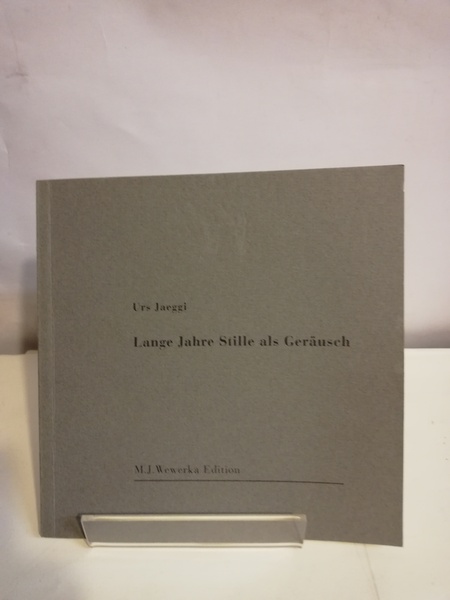 Urs Jaeggi
Lange Jahre Stille als Geräusch
M.J.Wewerka Edition